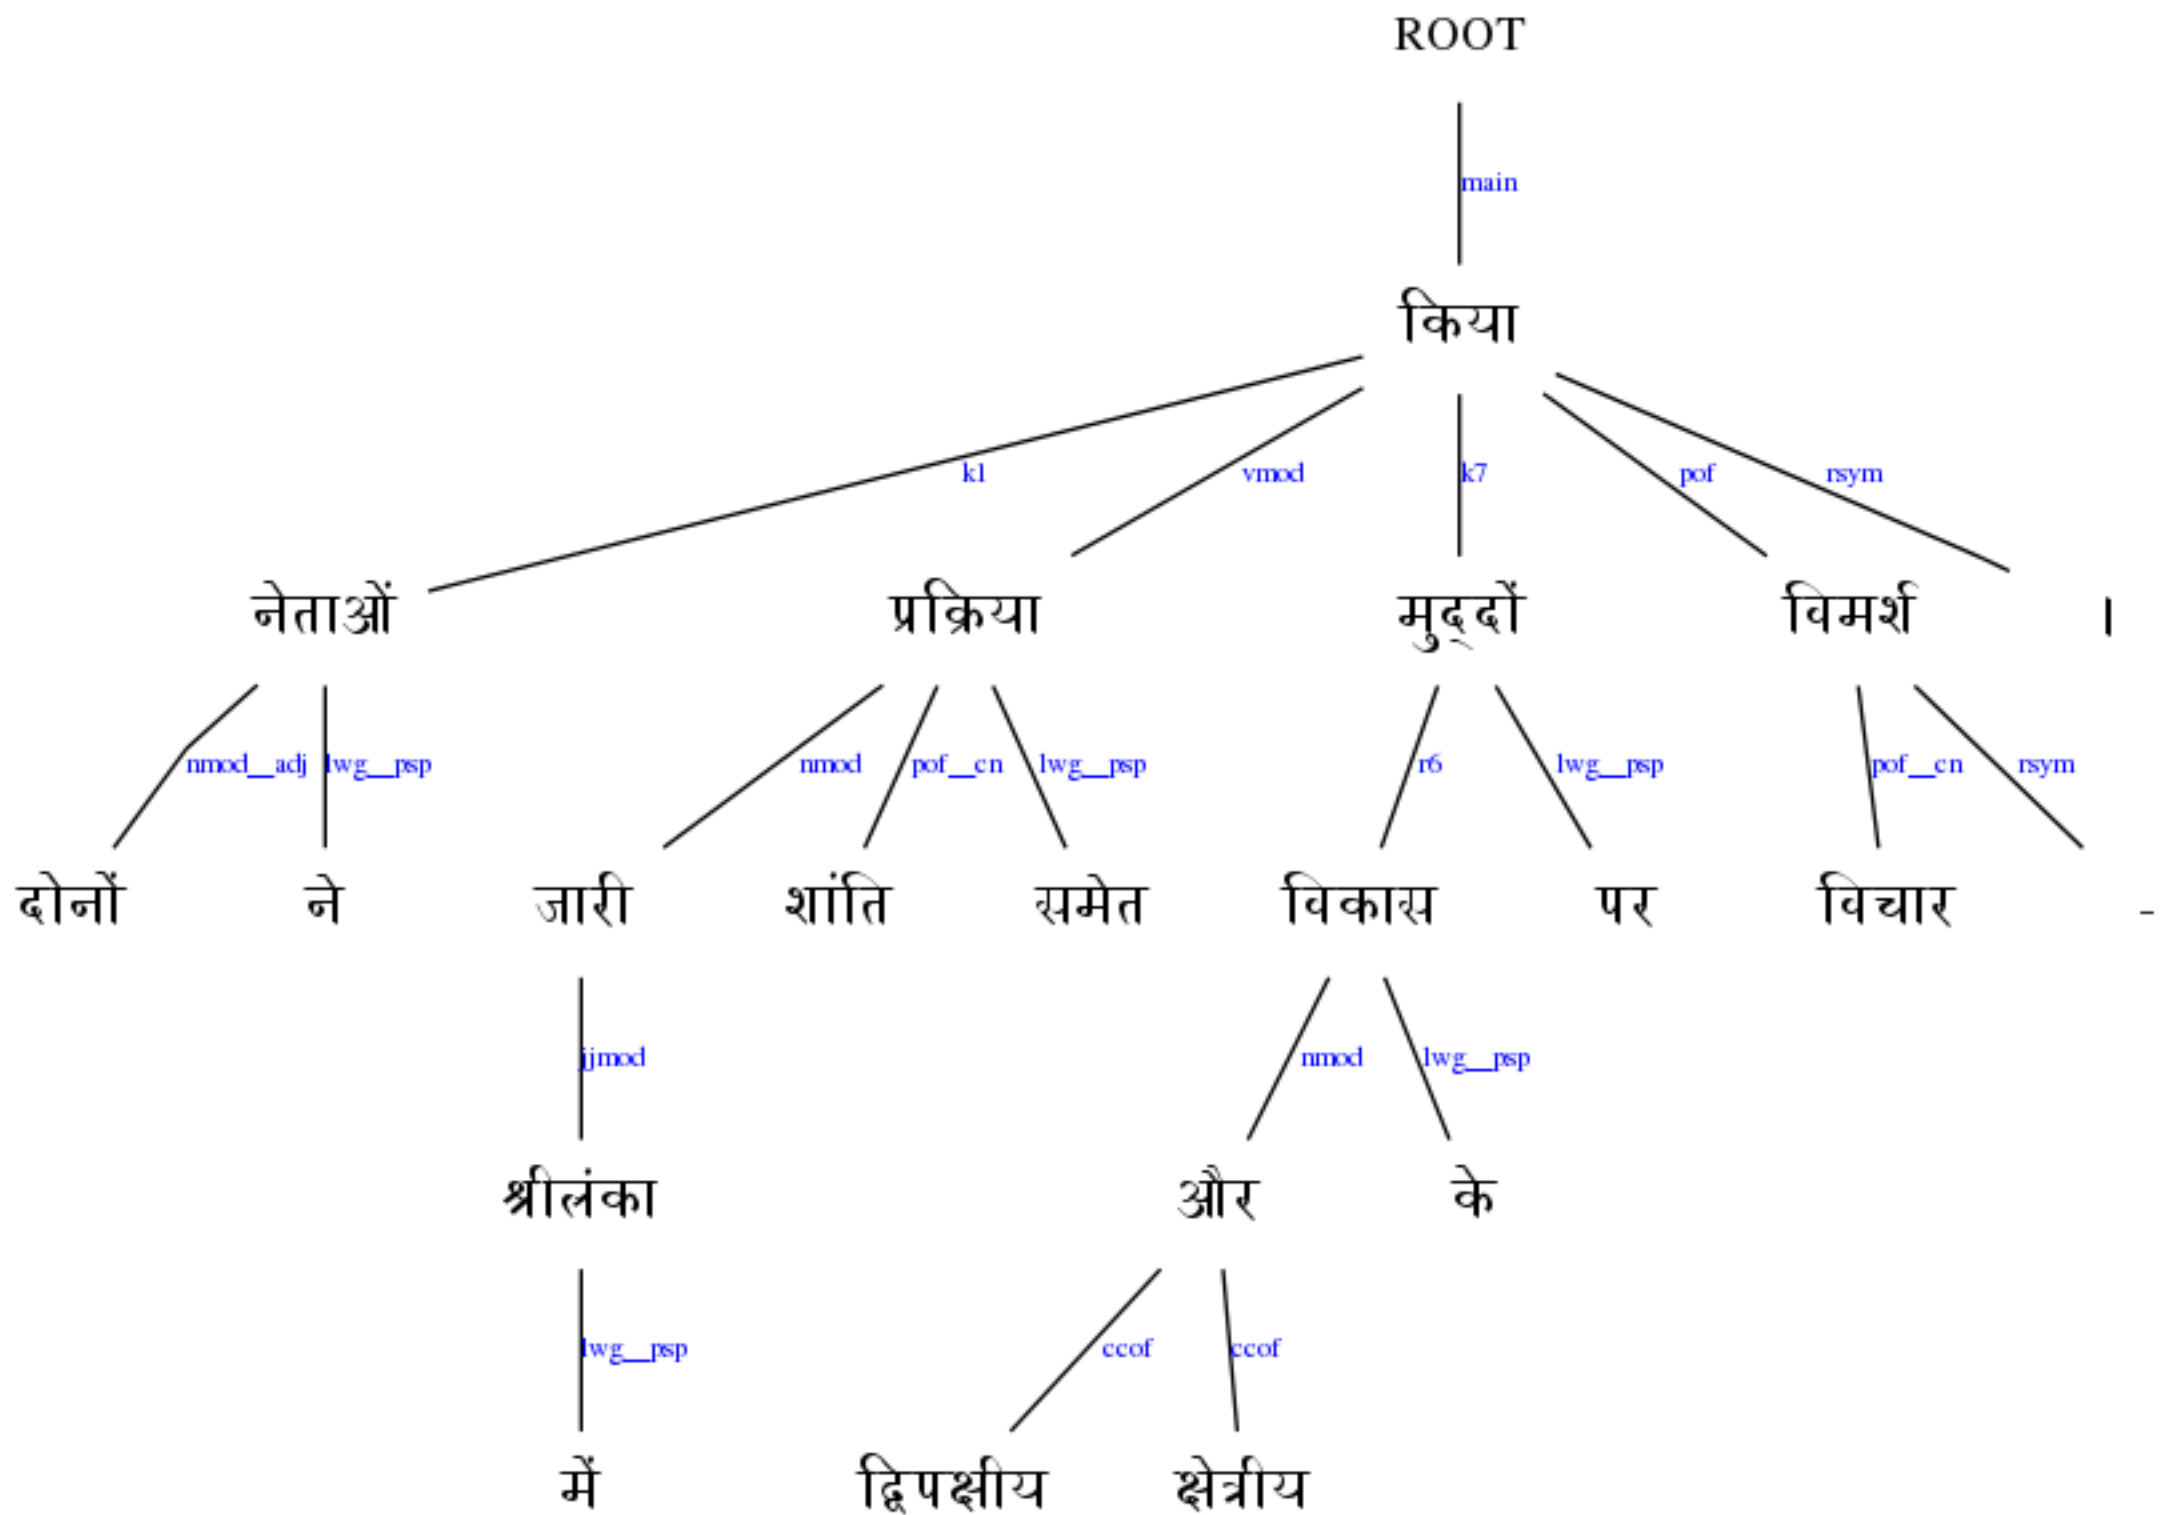 ROOT
main
किया
k1 vmod k7 pof rsym
नेताओं प्रक्रिया मुद्दों विमर्श ।
nmod__adj lwg__psp nmod pof__cn lwg__psp r6 lwg__psp pof__cn rsym
दोनों ने जारी शांति समेत विकास पर विचार -
jjmod nmod lwg__psp
श्रीलंका और के
lwg__psp ccof ccof
में द्विपक्षीय क्षेत्रीय